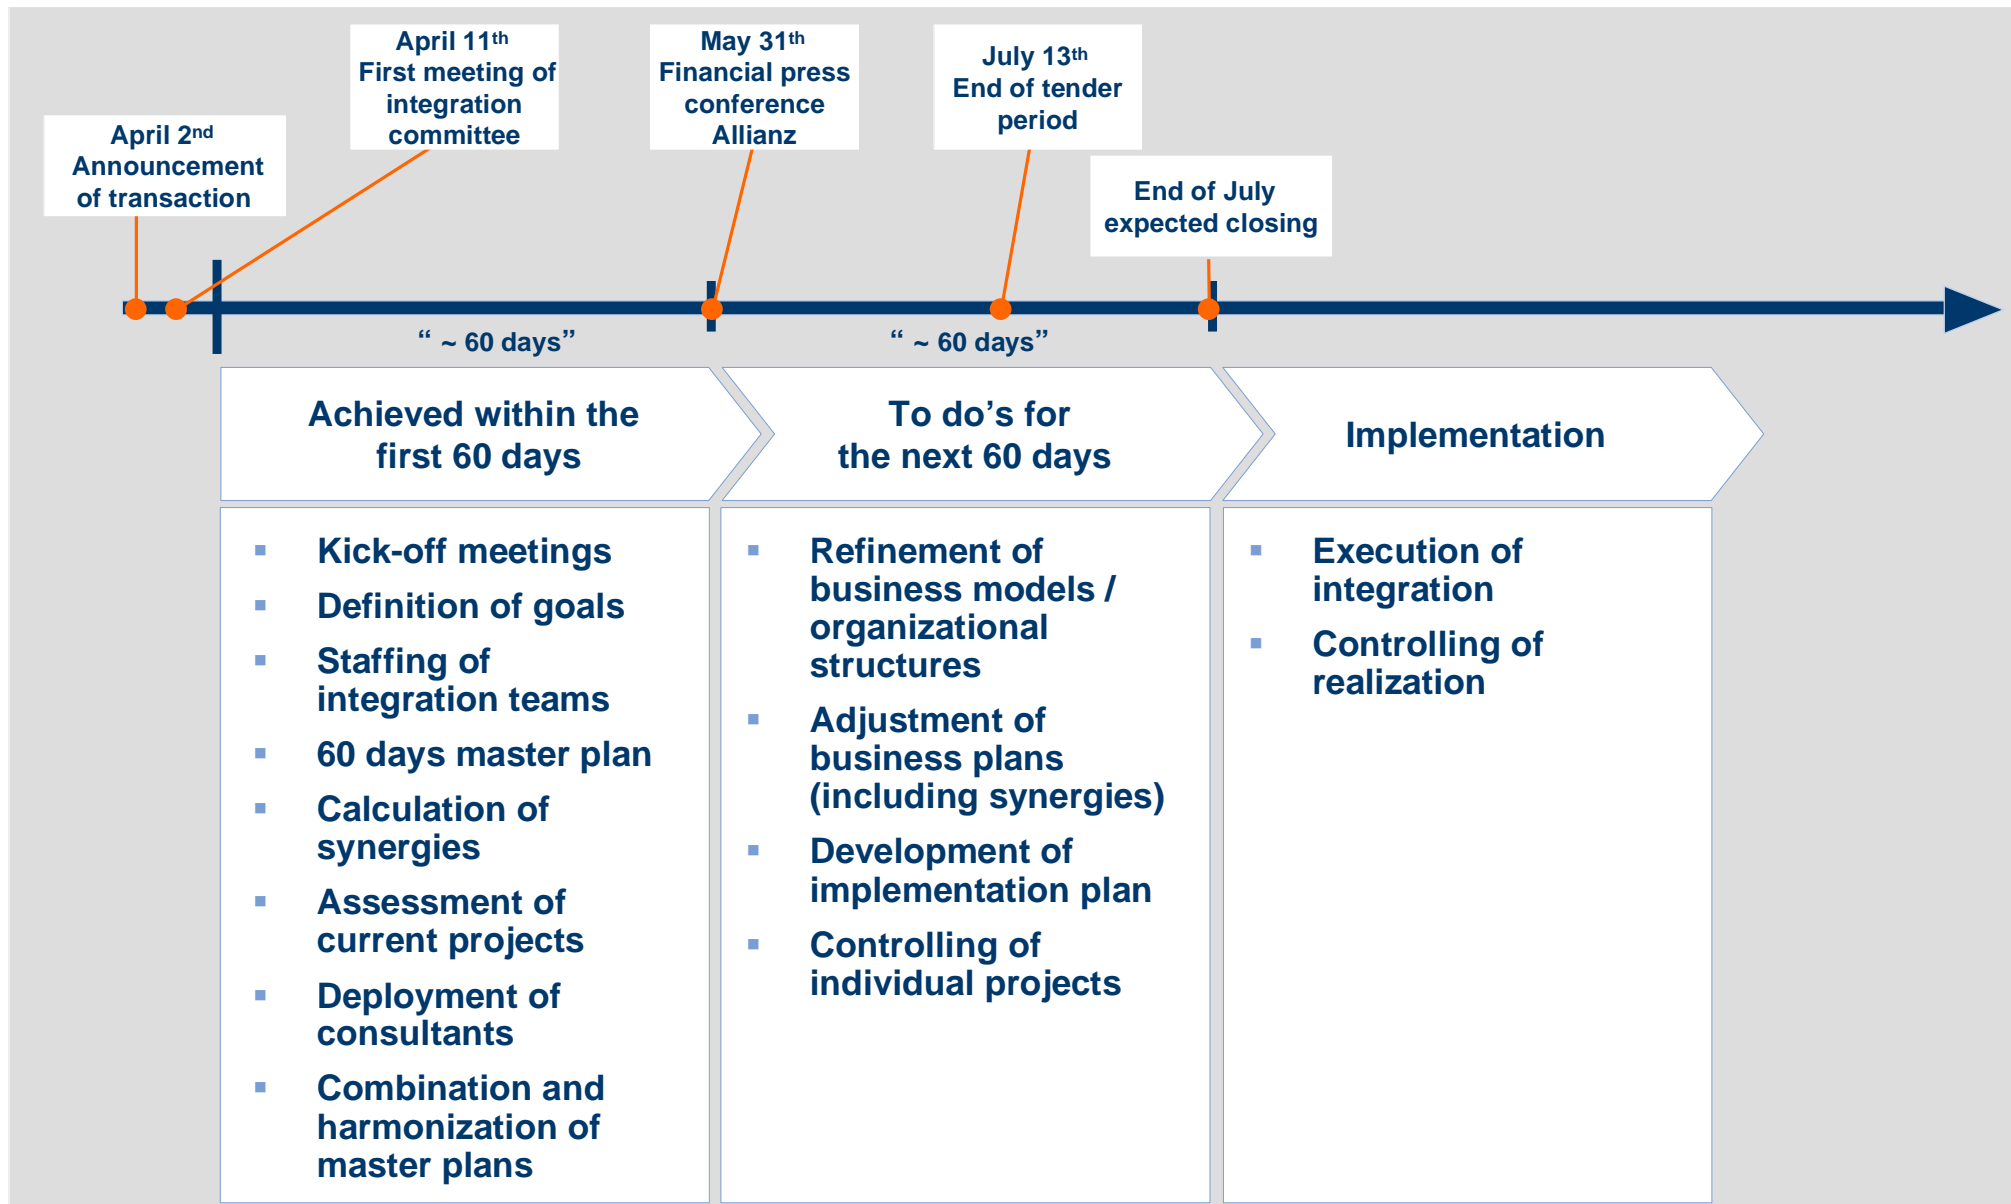 April 2nd
Announcement
of transaction
April 11th
First meeting of
integration
committee
May 31th
Financial press
conference
Allianz
July 13th
End of tender
period
End of July
expected closing
“ ~ 60 days”
“ ~ 60 days”
Achieved within the
first 60 days
To do’s for
the next 60 days
Implementation
▪ Kick-off meetings
▪ Definition of goals
▪ Staffing of
integration teams
▪ 60 days master plan
▪ Calculation of
synergies
▪ Assessment of
current projects
▪ Deployment of
consultants
▪ Combination and
harmonization of
master plans
▪ Refinement of
business models /
organizational
structures
▪ Adjustment of
business plans
(including synergies)
▪ Development of
implementation plan
▪ Controlling of
individual projects
▪ Execution of
integration
▪ Controlling of
realization